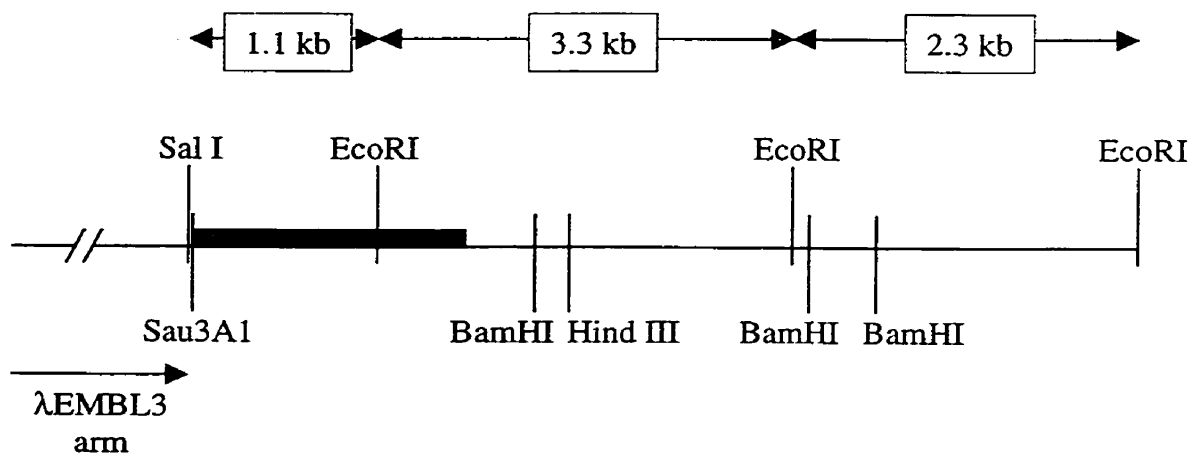 1.1 kb 3.3 kb 2.3 kb
Sal I EcoRI EcoRI EcoRI
Sau3A1 BamHI Hind III BamHI BamHI
λEMBL3
arm